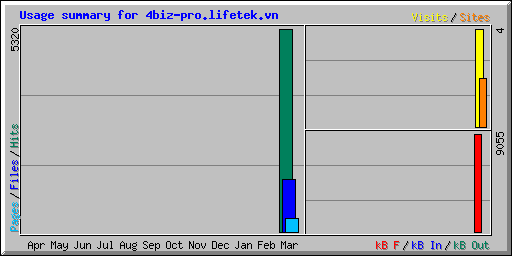 Usage summary for 4biz-pro.lifetek.vn
Visits/Sites
5320
4
9055
Pages/Files/Hits
Apr May Jun Jul Aug Sep Oct Nov Dec Jan Feb Mar
kB F/kB In/kB Out